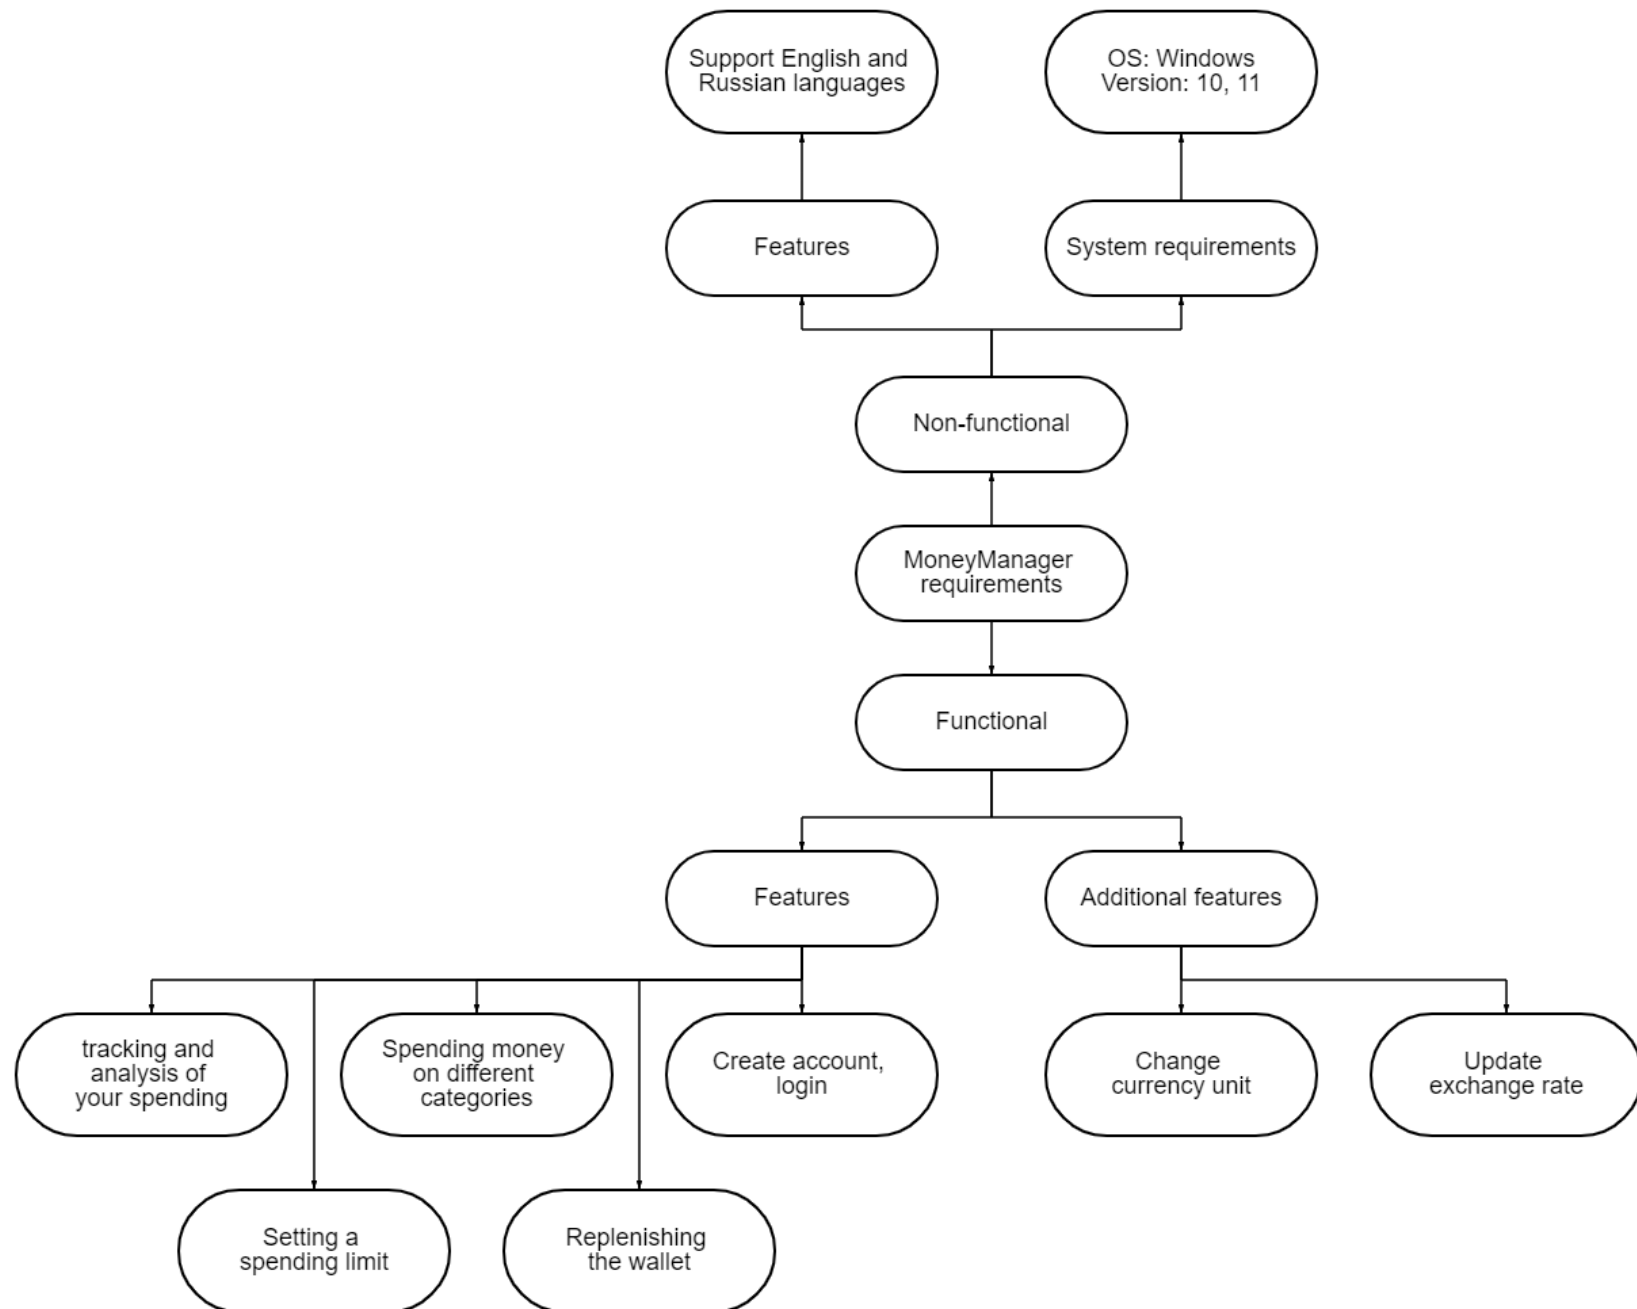 Support English and
Russian languages
OS: Windows
Version: 10, 11
Features
System requirements
Non-functional
MoneyManager
requirements
Functional
Features
Additional features
tracking and
analysis of
your spending
Spending money
on different
categories
Create account,
login
Change
currency unit
Update
exchange rate
Setting a
spending limit
Replenishing
the wallet